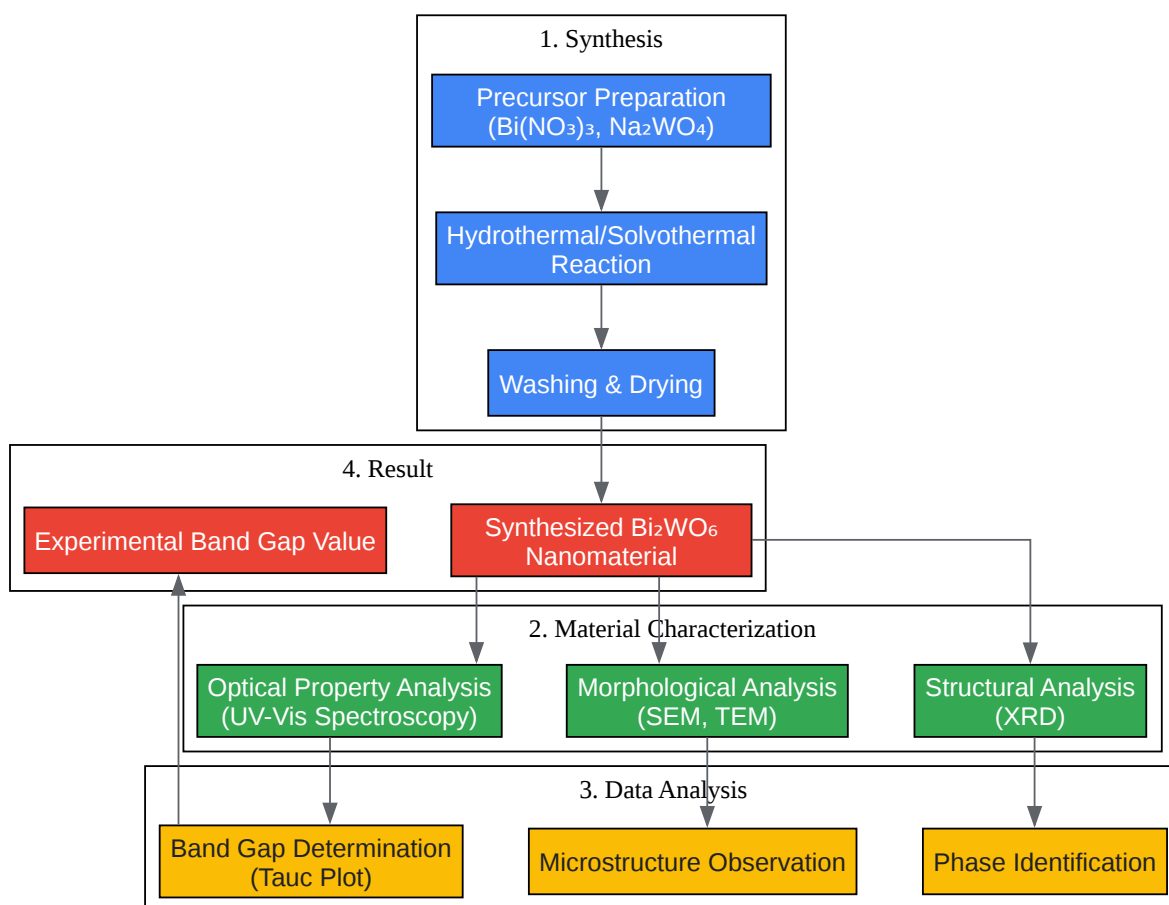 1. Synthesis
Precursor Preparation
(Bi(NO₃)₃, Na₂WO₄)
Hydrothermal/Solvothermal
Reaction
Washing & Drying
4. Result
Experimental Band Gap Value
Synthesized Bi₂WO₆
Nanomaterial
2. Material Characterization
Optical Property Analysis
(UV-Vis Spectroscopy)
Morphological Analysis
(SEM, TEM)
Structural Analysis
(XRD)
3. Data Analysis
Band Gap Determination
(Tauc Plot)
Microstructure Observation
Phase Identification